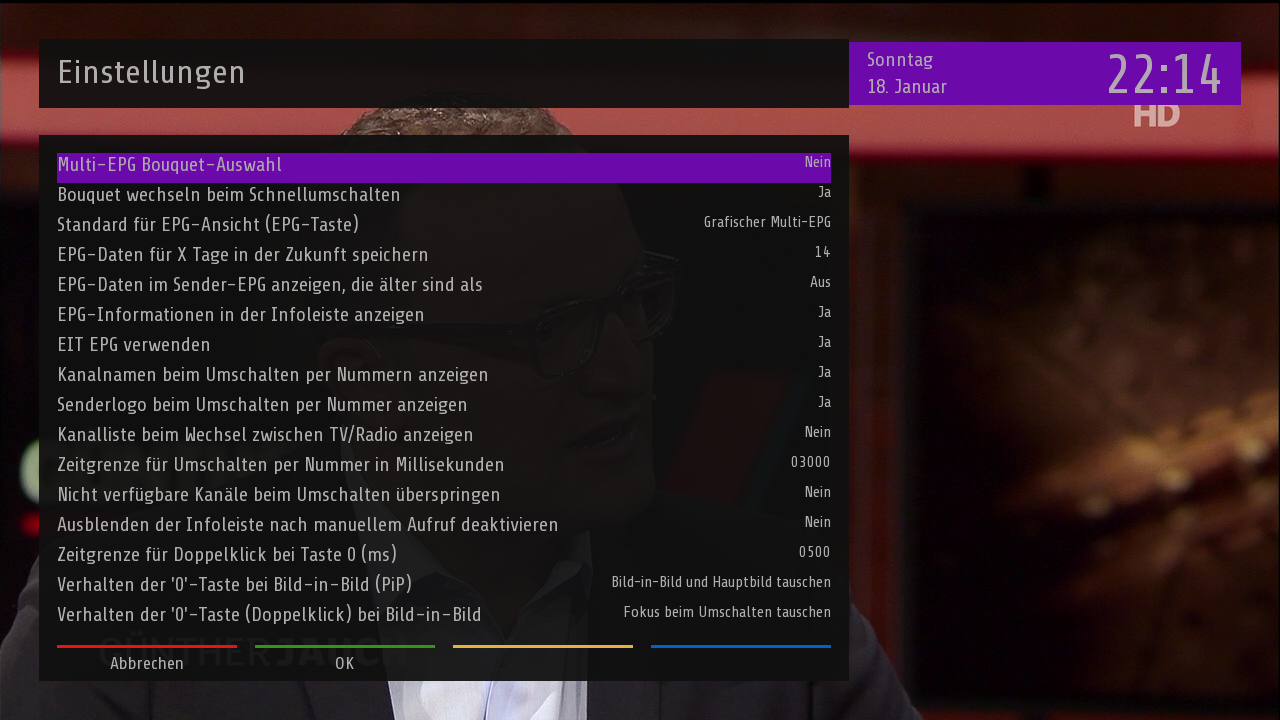 Einstellungen
Sonntag
18. Januar
22:14
HD
Multi-EPG Bouquet-Auswahl Nein
Bouquet wechseln beim Schnellumschalten Ja
Standard für EPG-Ansicht (EPG-Taste) Grafischer Multi-EPG
EPG-Daten für X Tage in der Zukunft speichern 14
EPG-Daten im Sender-EPG anzeigen, die älter sind als Aus
EPG-Informationen in der Infoleiste anzeigen Ja
EIT EPG verwenden Ja
Kanalnamen beim Umschalten per Nummern anzeigen Ja
Senderlogo beim Umschalten per Nummer anzeigen Ja
Kanalliste beim Wechsel zwischen TV/Radio anzeigen Nein
Zeitgrenze für Umschalten per Nummer in Millisekunden 03000
Nicht verfügbare Kanäle beim Umschalten überspringen Nein
Ausblenden der Infoleiste nach manuellem Aufruf deaktivieren Nein
Zeitgrenze für Doppelklick bei Taste 0 (ms) 0500
Verhalten der '0'-Taste bei Bild-in-Bild (PiP) Bild-in-Bild und Hauptbild tauschen
Verhalten der '0'-Taste (Doppelklick) bei Bild-in-Bild Fokus beim Umschalten tauschen
GÜNTHER JAUCH
Abbrechen OK